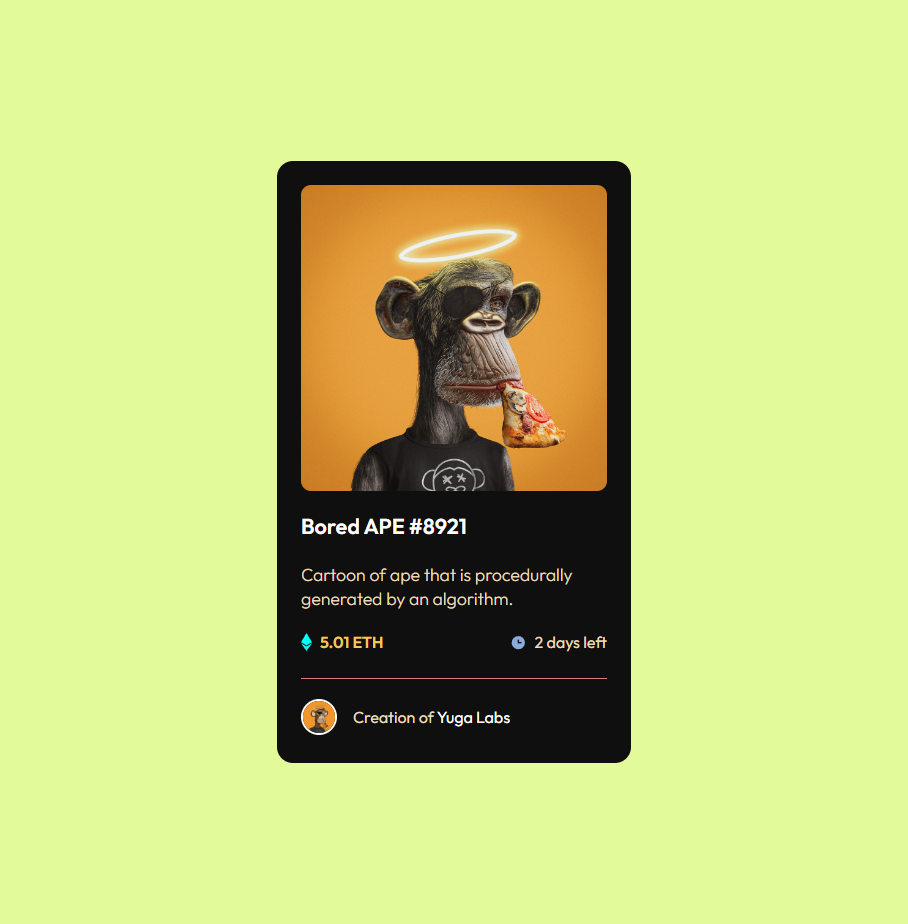 Bored APE #8921
Cartoon of ape that is procedurally
generated by an algorithm.
5.01 ETH
2 days left
Creation of Yuga Labs